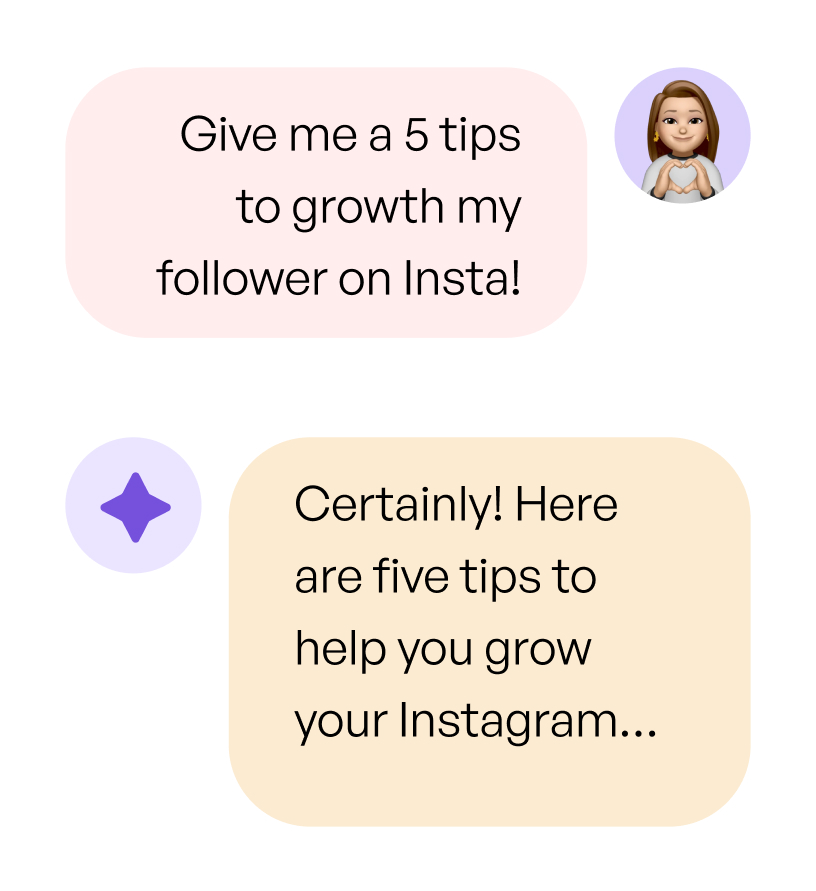 Give me a 5 tips
to growth my
follower on Insta!
Certainly! Here
are five tips to
help you grow
your Instagram...